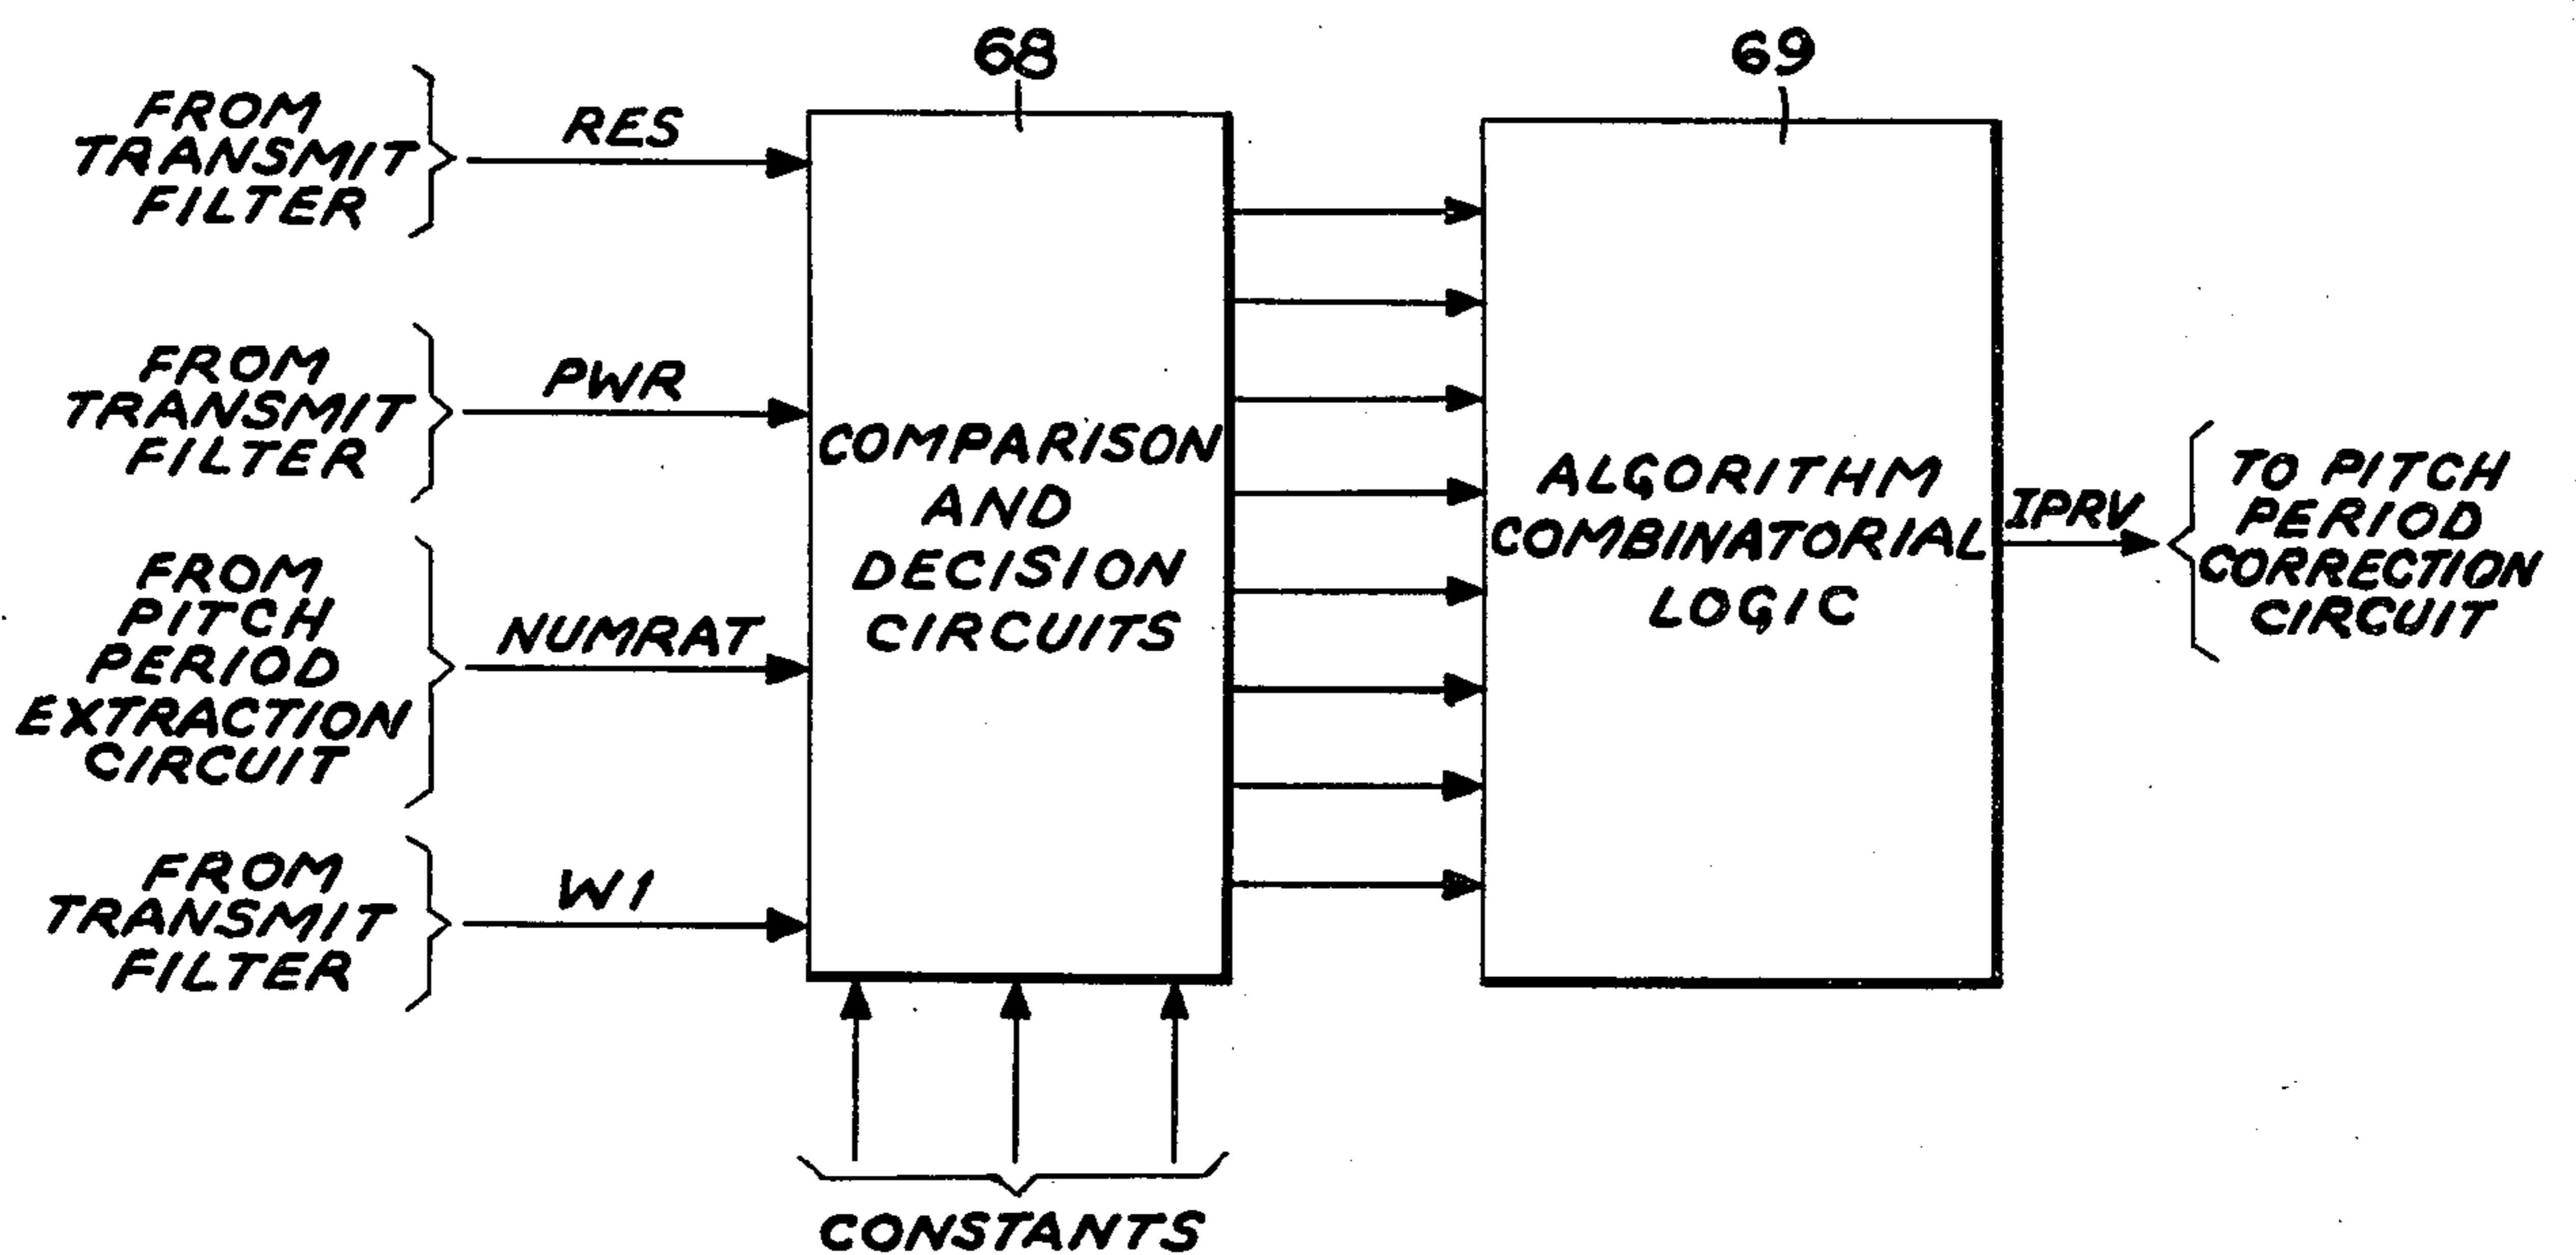 68
69
FROM
TRANSMIT
FILTER
RES
FROM
TRANSMIT
FILTER
PWR
FROM
PITCH
PERIOD
EXTRACTION
CIRCUIT
NUMRAT
FROM
TRANSMIT
FILTER
W1
COMPARISON
AND
DECISION
CIRCUITS
CONSTANTS
ALGORITHM
COMBINATORIAL
LOGIC
IPRV
TO PITCH
PERIOD
CORRECTION
CIRCUIT